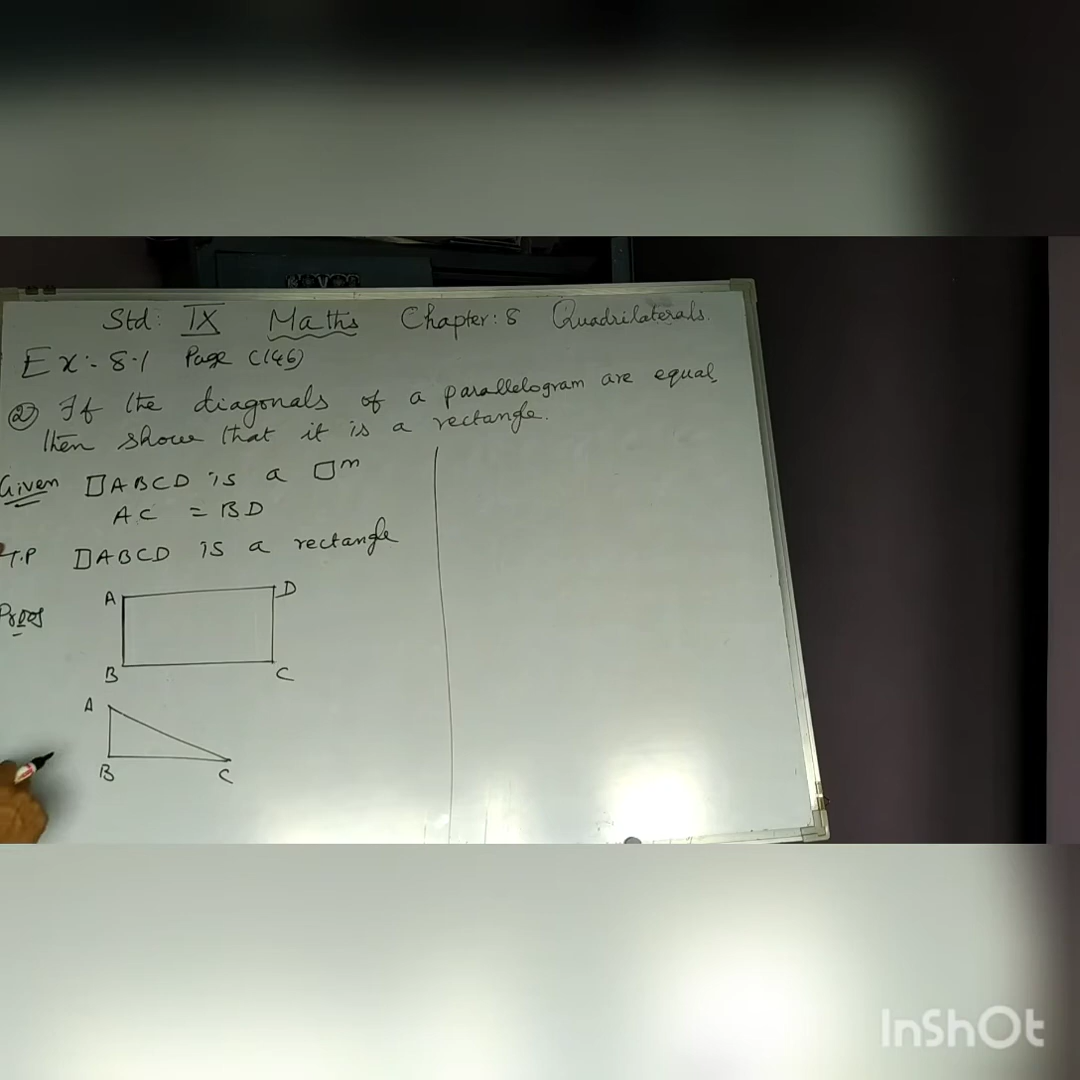 Std: IX Maths Chapter: 8 Quadrilaterals.
Ex:- 8.1 Page (146)
2) If the diagonals of a parallelogram are equal,
then show that it is a rectangle.
Given □ABCD is a □m
AC = BD
T.P □ABCD is a rectangle
Proof
A D
B C
A
B C
InShOt